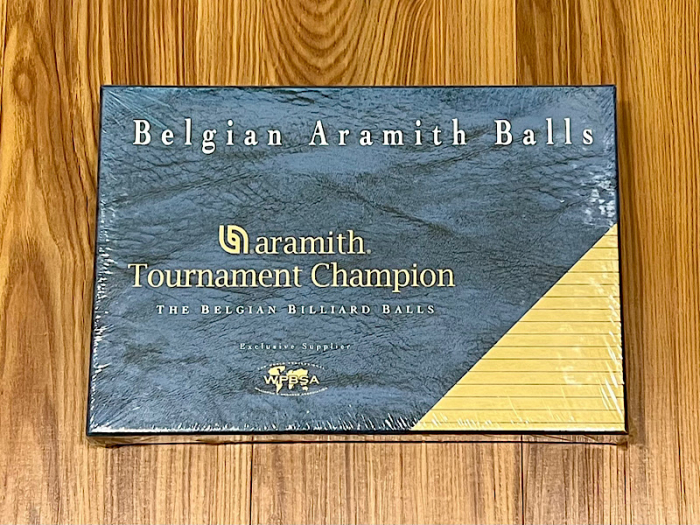 Belgian Aramith Balls
aramith®
Tournament Champion
THE BELGIAN BILLIARD BALLS
Exclusive Supplier
WPBSA